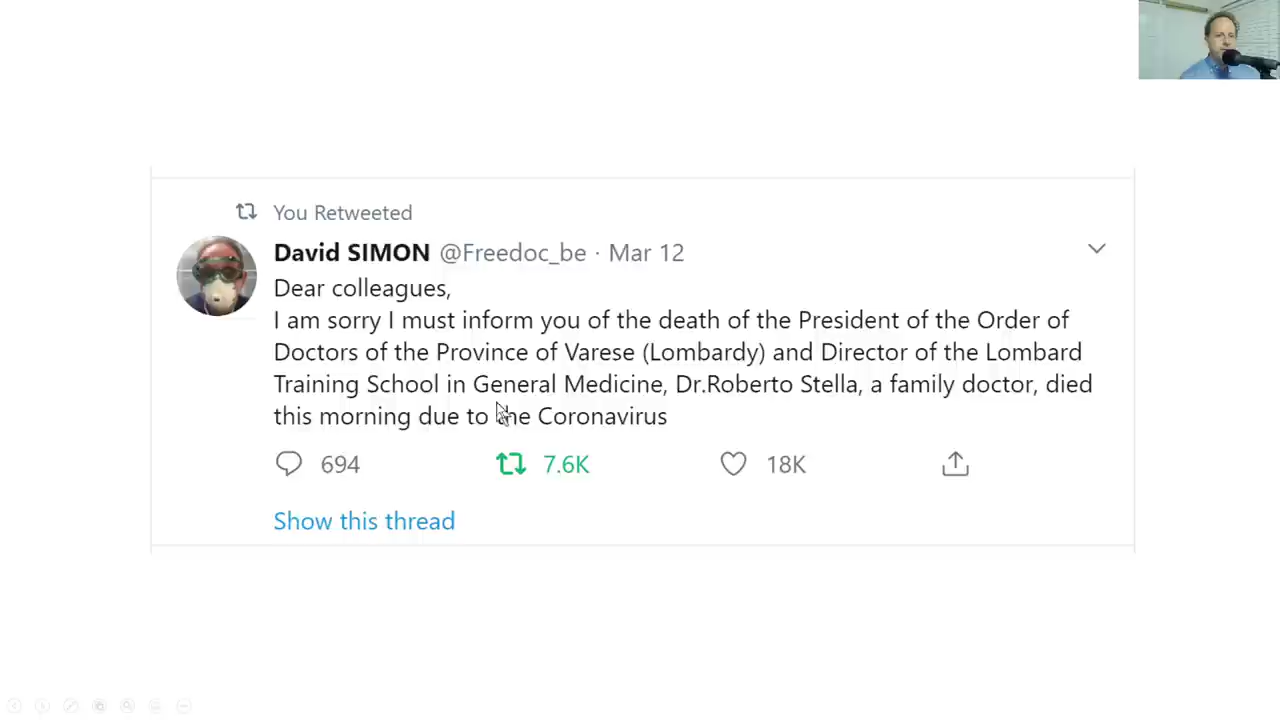 You Retweeted
David SIMON @Freedoc_be · Mar 12
Dear colleagues,
I am sorry I must inform you of the death of the President of the Order of
Doctors of the Province of Varese (Lombardy) and Director of the Lombard
Training School in General Medicine, Dr.Roberto Stella, a family doctor, died
this morning due to the Coronavirus
694 7.6K 18K
Show this thread